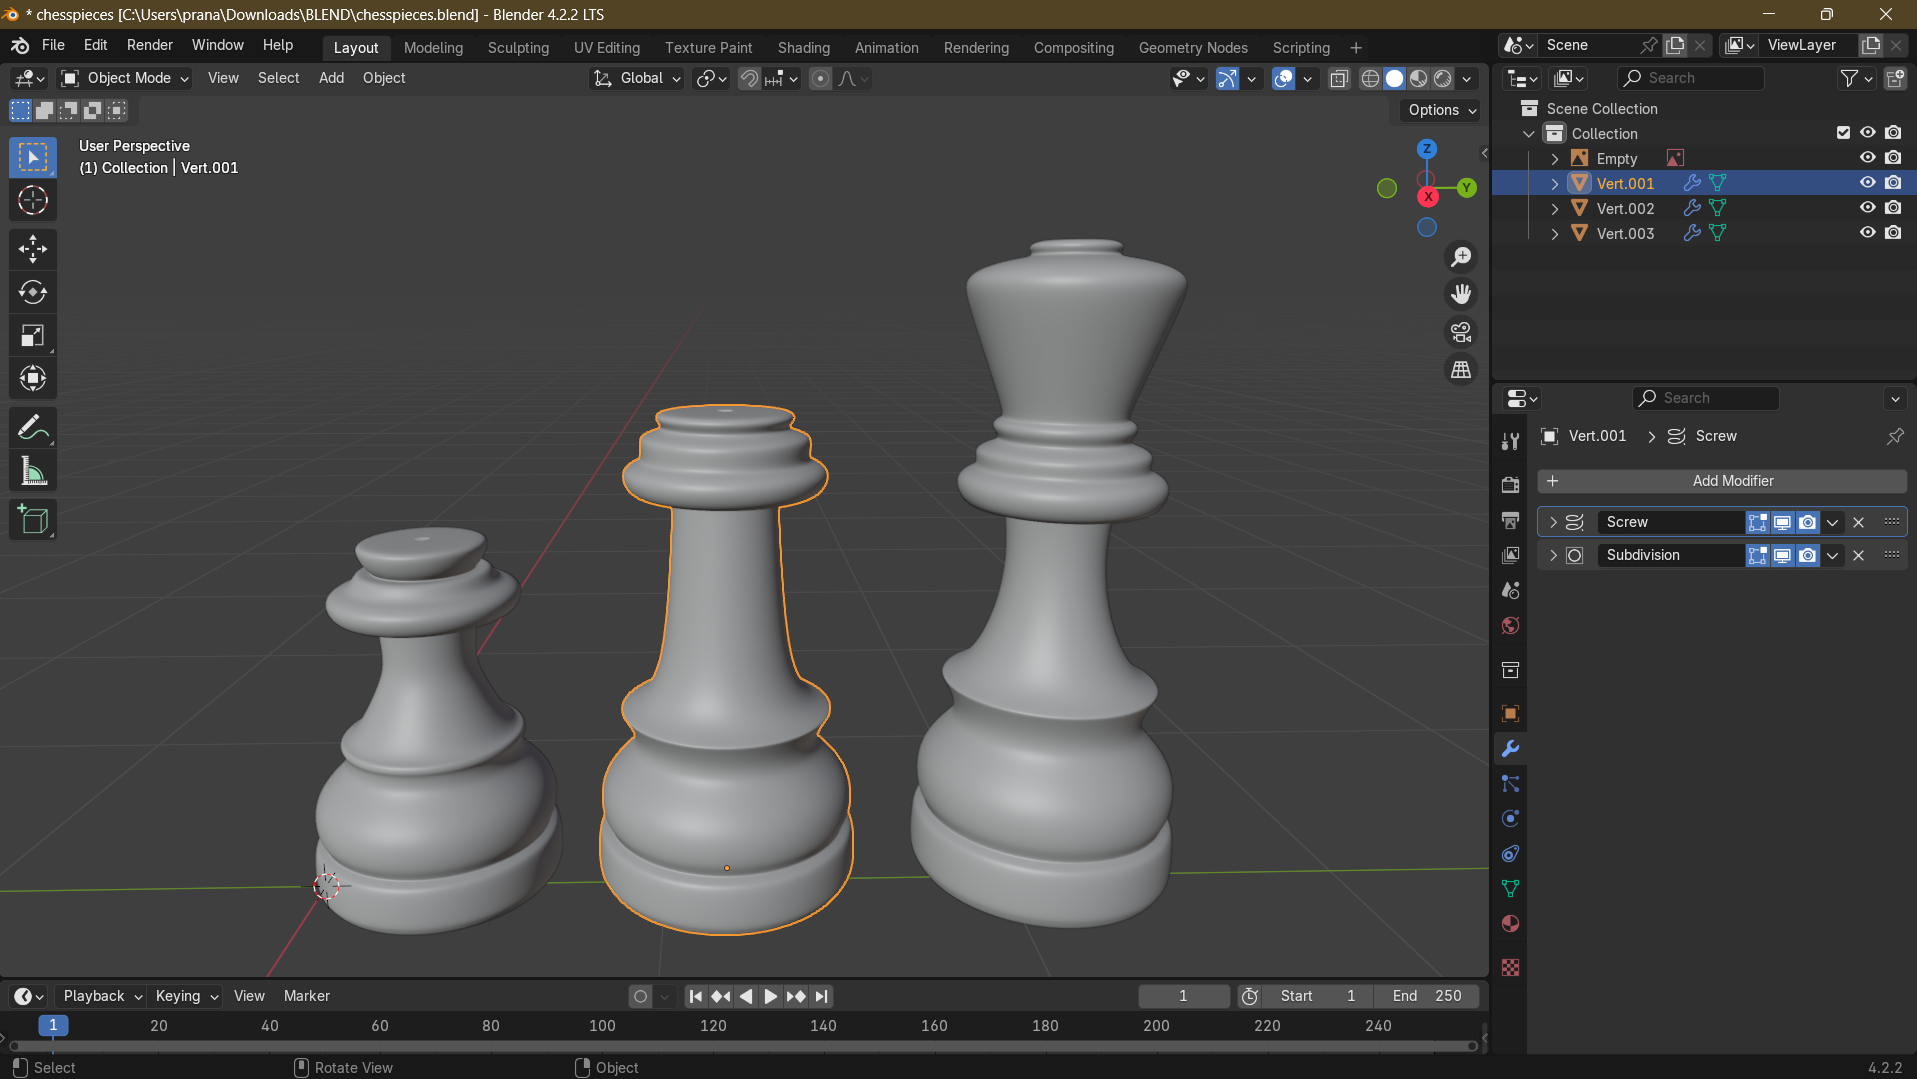 * chesspieces [C:\Users\prana\Downloads\BLEND\chesspieces.blend] - Blender 4.2.2 LTS
File Edit Render Window Help Layout Modeling Sculpting UV Editing Texture Paint Shading Animation Rendering Compositing Geometry Nodes Scripting + Scene ViewLayer
Object Mode View Select Add Object Global Search
Options
Scene Collection
Collection
Empty
Vert.001
Vert.002
Vert.003
User Perspective
(1) Collection | Vert.001
Z
Y
X
Search
Vert.001 > Screw
+ Add Modifier
Screw
Subdivision
Playback Keying View Marker 1 Start 1 End 250
1 20 40 60 80 100 120 140 160 180 200 220 240
Select Rotate View Object 4.2.2